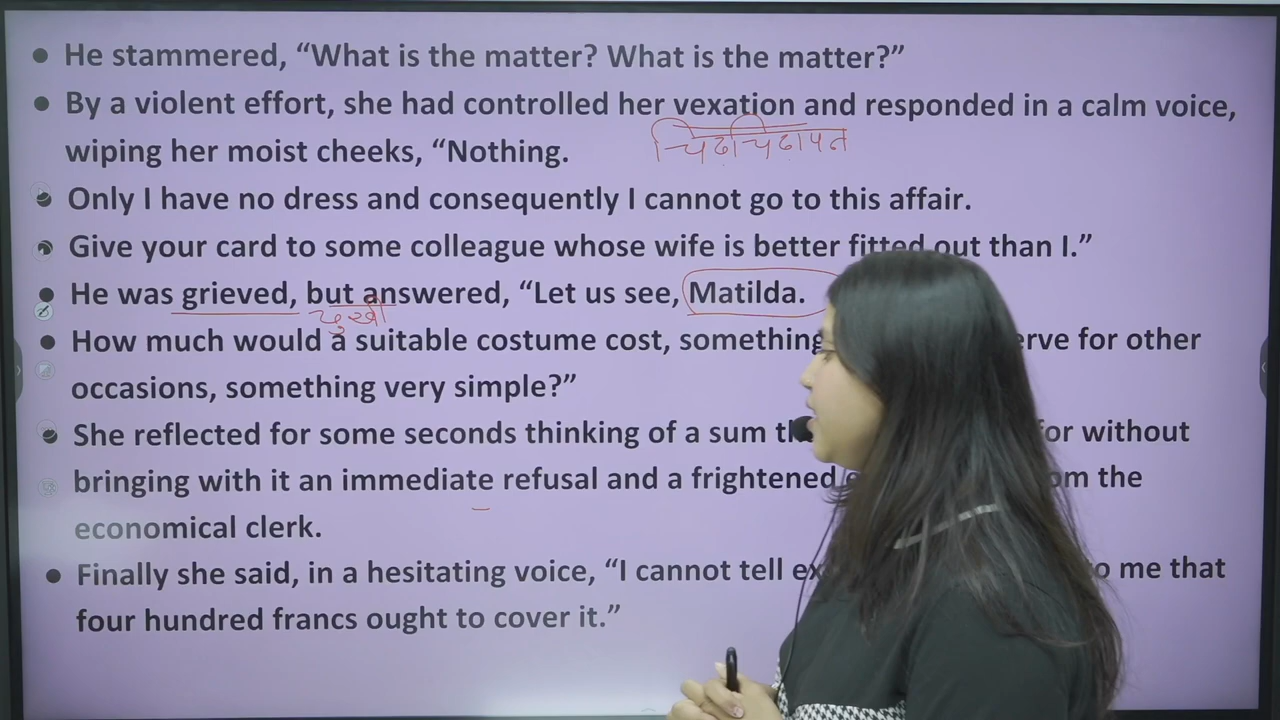 • He stammered, “What is the matter? What is the matter?”
• By a violent effort, she had controlled her vexation and responded in a calm voice,
चिढचिढापन
wiping her moist cheeks, “Nothing.
Only I have no dress and consequently I cannot go to this affair.
Give your card to some colleague whose wife is better fitted out than I.”
• He was grieved, but answered, “Let us see, Matilda.
दुखी
• How much would a suitable costume cost, something erve for other
occasions, something very simple?”
• She reflected for some seconds thinking of a sum for without
bringing with it an immediate refusal and a frightened om the
economical clerk.
• Finally she said, in a hesitating voice, “I cannot tell to me that
four hundred francs ought to cover it.”